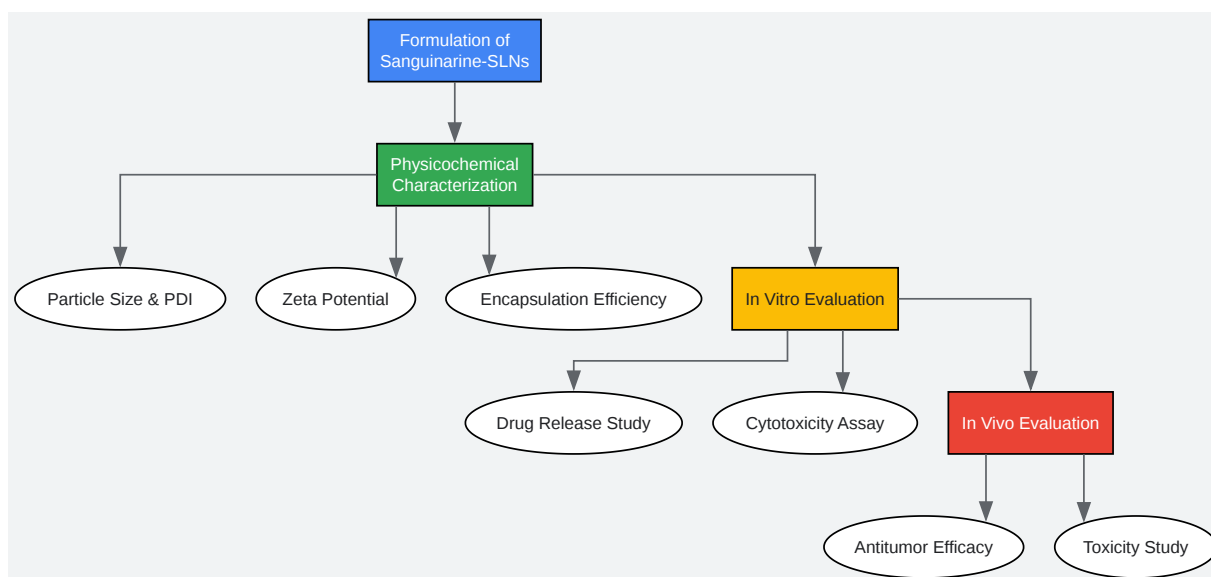 Formulation of
Sanguinarine-SLNs
Physicochemical
Characterization
Particle Size & PDI
Zeta Potential
Encapsulation Efficiency
In Vitro Evaluation
Drug Release Study
Cytotoxicity Assay
In Vivo Evaluation
Antitumor Efficacy
Toxicity Study